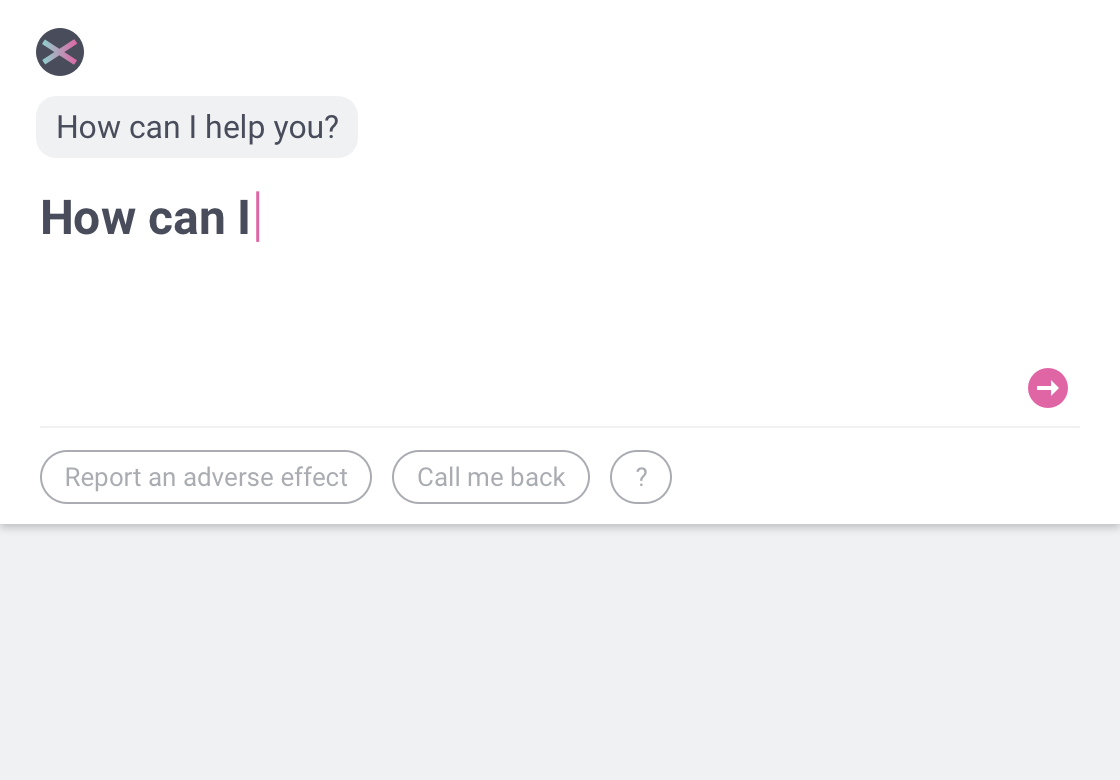 How can I help you?
How can I
Report an adverse effect
Call me back
?